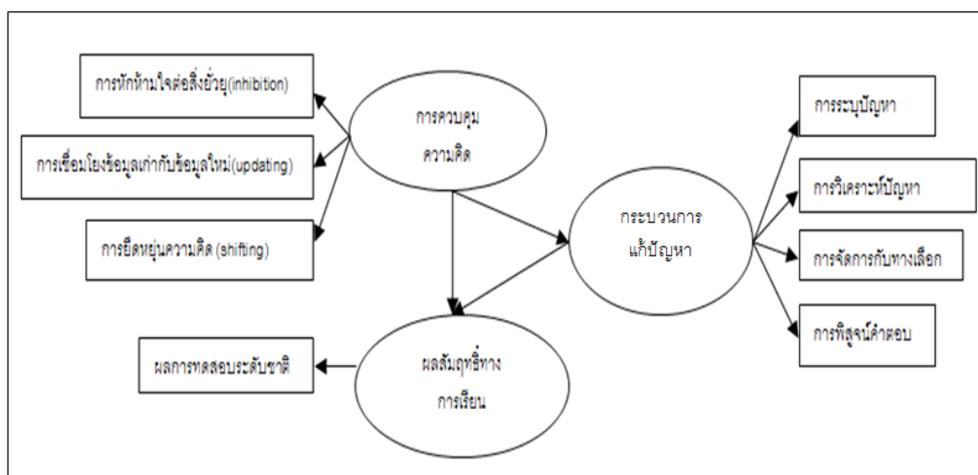 การหักห้ามใจต่อสิ่งยั่วยุ(inhibition)
การเชื่อมโยงข้อมูลเก่ากับข้อมูลใหม่(updating)
การยืดหยุ่นความคิด (shifting)
ผลการทดสอบระดับชาติ
การควบคุม
ความคิด
ผลสัมฤทธิ์ทาง
การเรียน
กระบวนการ
แก้ปัญหา
การระบุปัญหา
การวิเคราะห์ปัญหา
การจัดการกับทางเลือก
การพิสูจน์คำตอบ